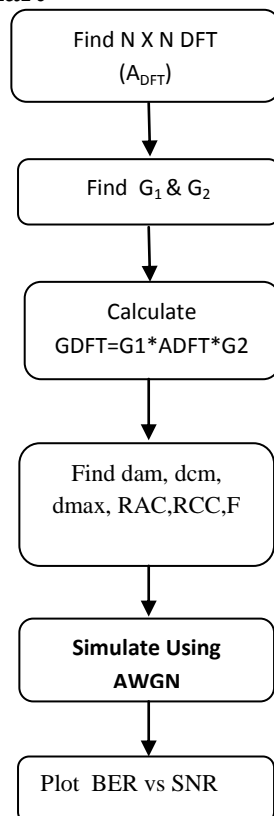 Find N X N DFT
(A_DFT)
Find G₁ & G₂
Calculate
GDFT=G1*ADFT*G2
Find dam, dcm,
dmax, RAC,RCC,F
Simulate Using
AWGN
Plot BER vs SNR